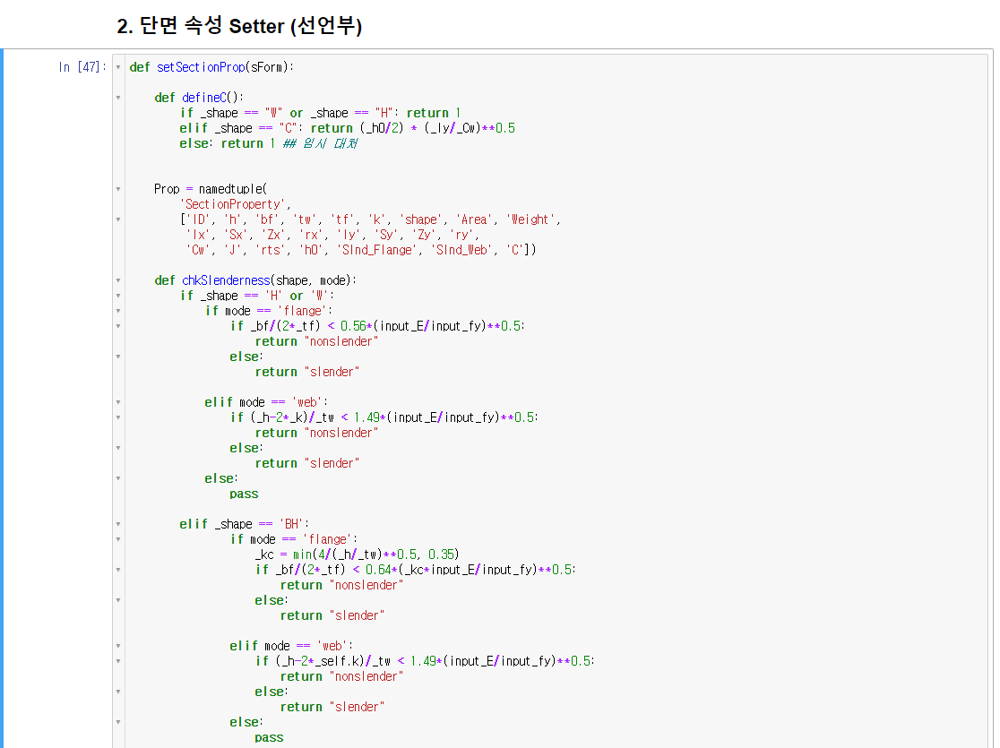 2. 단면 속성 Setter (선언부)
In [47]:
def setSectionProp(sForm):
def defineC():
if _shape == "W" or _shape == "H": return 1
elif _shape == "C": return (_h0/2) * (_Iy/_Cw)**0.5
else: return 1 ## 임시 대처
Prop = namedtuple(
'SectionProperty',
['ID', 'h', 'bf', 'tw', 'tf', 'k', 'shape', 'Area', 'Weight',
'Ix', 'Sx', 'Zx', 'rx', 'Iy', 'Sy', 'Zy', 'ry',
'Cw', 'J', 'rts', 'h0', 'Slnd_Flange', 'Slnd_Web', 'C'])
def chkSlenderness(shape, mode):
if _shape == 'H' or 'W':
if mode == 'flange':
if _bf/(2*_tf) < 0.56*(input_E/input_fy)**0.5:
return "nonslender"
else:
return "slender"
elif mode == 'web':
if (_h-2*_k)/_tw < 1.49*(input_E/input_fy)**0.5:
return "nonslender"
else:
return "slender"
else:
pass
elif _shape == 'BH':
if mode == 'flange':
_kc = min(4/(_h/_tw)**0.5, 0.35)
if _bf/(2*_tf) < 0.64*(_kc*input_E/input_fy)**0.5:
return "nonslender"
else:
return "slender"
elif mode == 'web':
if (_h-2*_self.k)/_tw < 1.49*(input_E/input_fy)**0.5:
return "nonslender"
else:
return "slender"
else:
pass